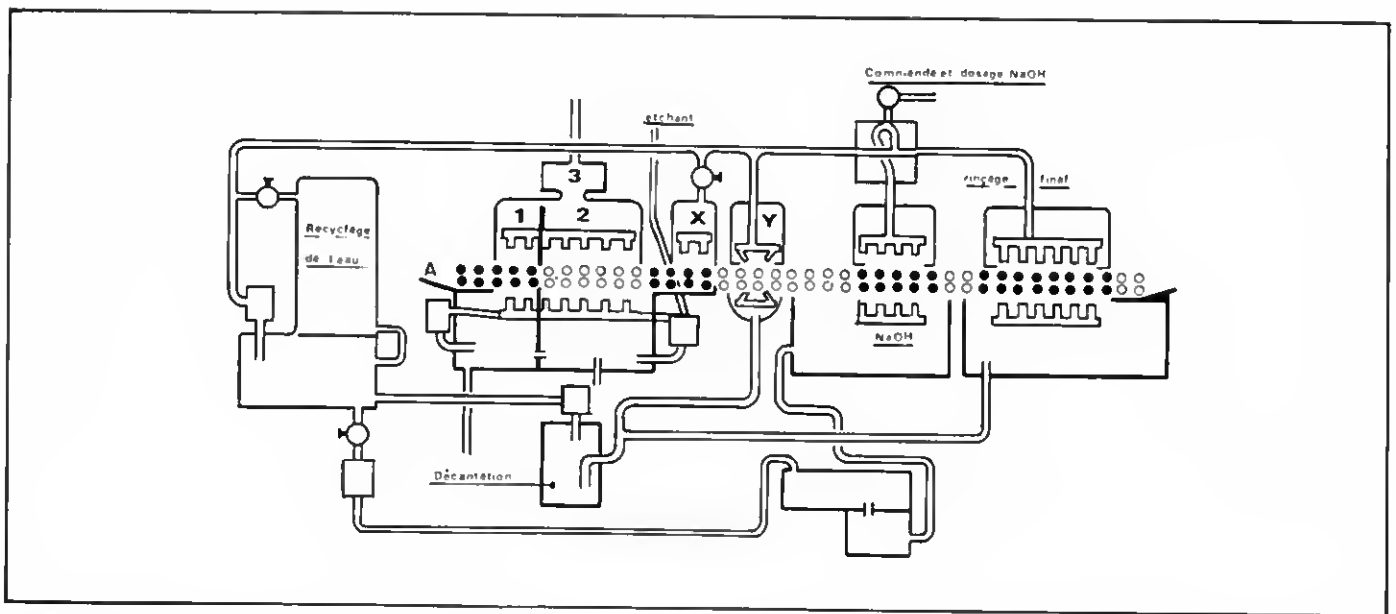 Commande et dosage NaOH
etchant
rinçage final
3
1 2 X Y
Recyclage
de l'eau
A
NaOH
Décantation